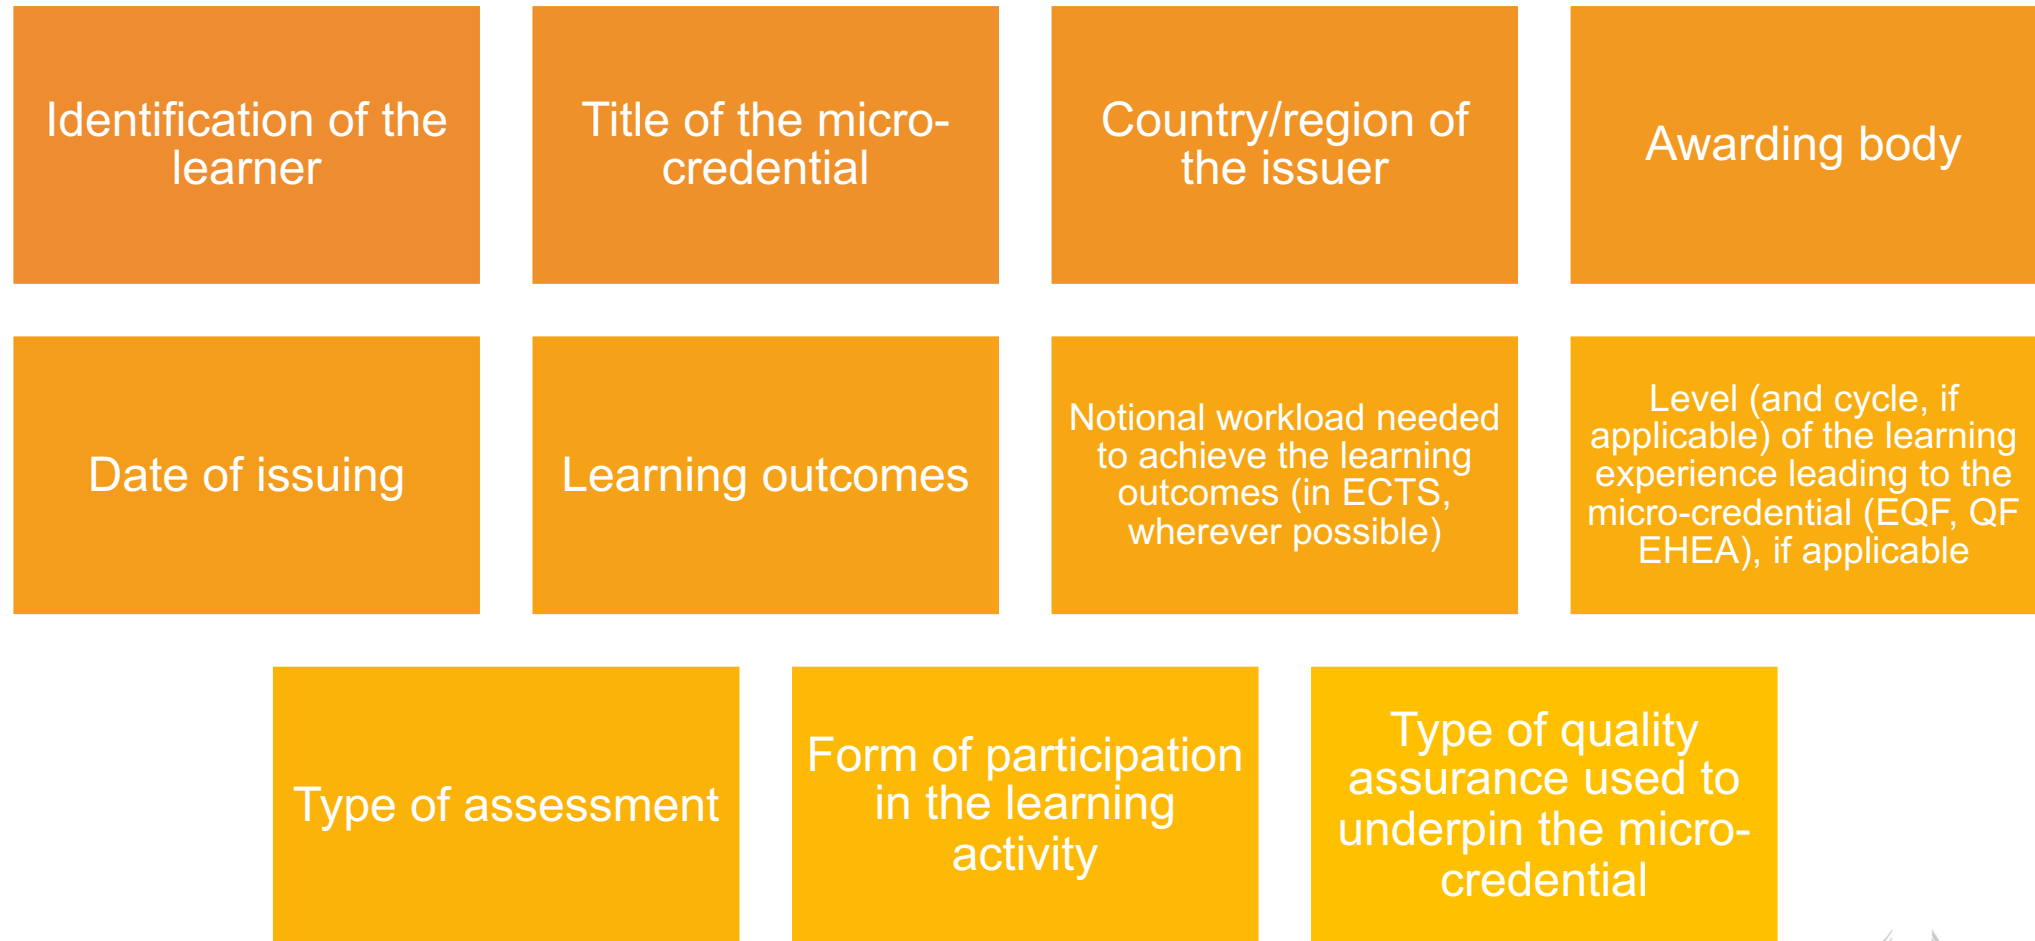 Identification of the
learner
Title of the micro-
credential
Country/region of
the issuer
Awarding body
Date of issuing
Learning outcomes
Notional workload needed
to achieve the learning
outcomes (in ECTS,
wherever possible)
Level (and cycle, if
applicable) of the learning
experience leading to the
micro-credential (EQF, QF
EHEA), if applicable
Type of assessment
Form of participation
in the learning
activity
Type of quality
assurance used to
underpin the micro-
credential